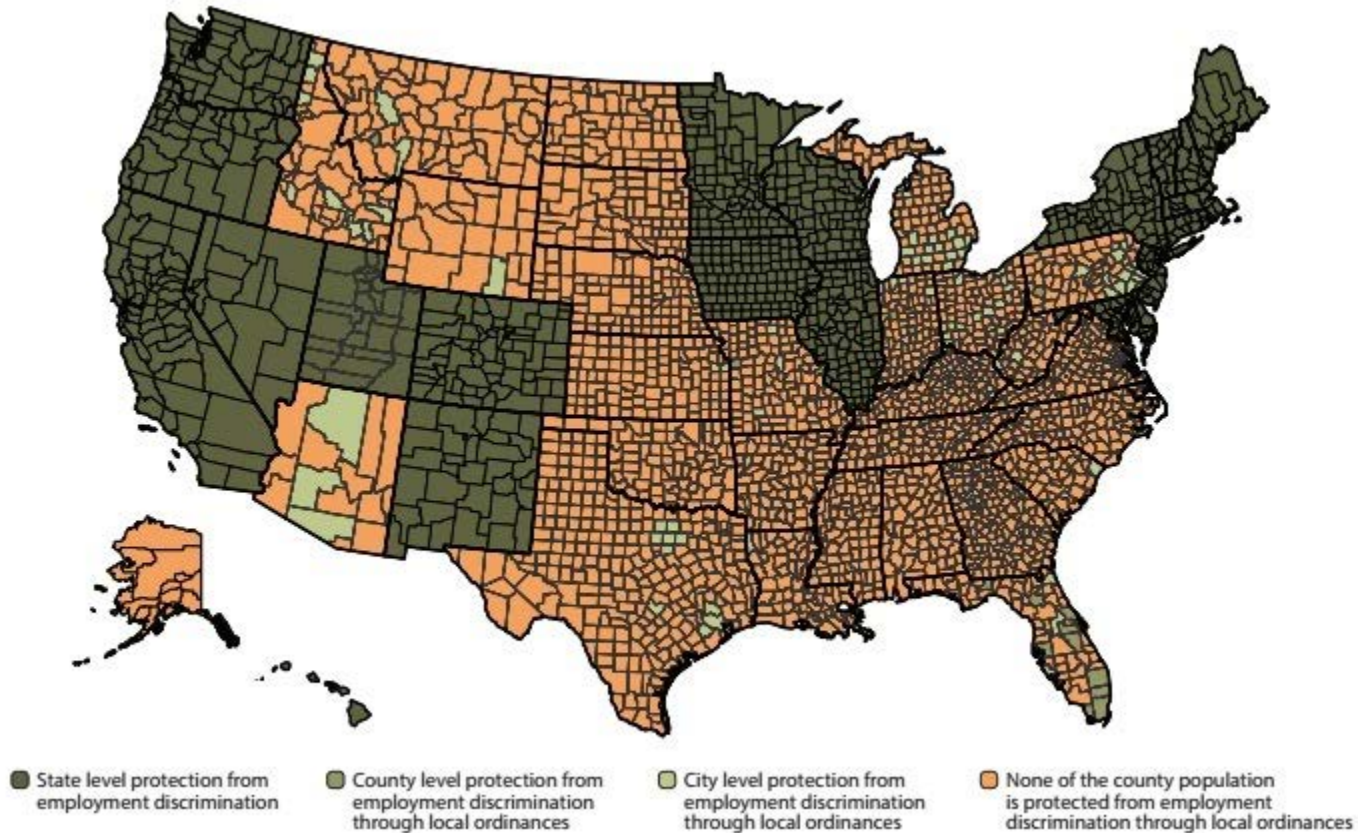 State level protection from
employment discrimination
County level protection from
employment discrimination
through local ordinances
City level protection from
employment discrimination
through local ordinances
None of the county population
is protected from employment
discrimination through local ordinances